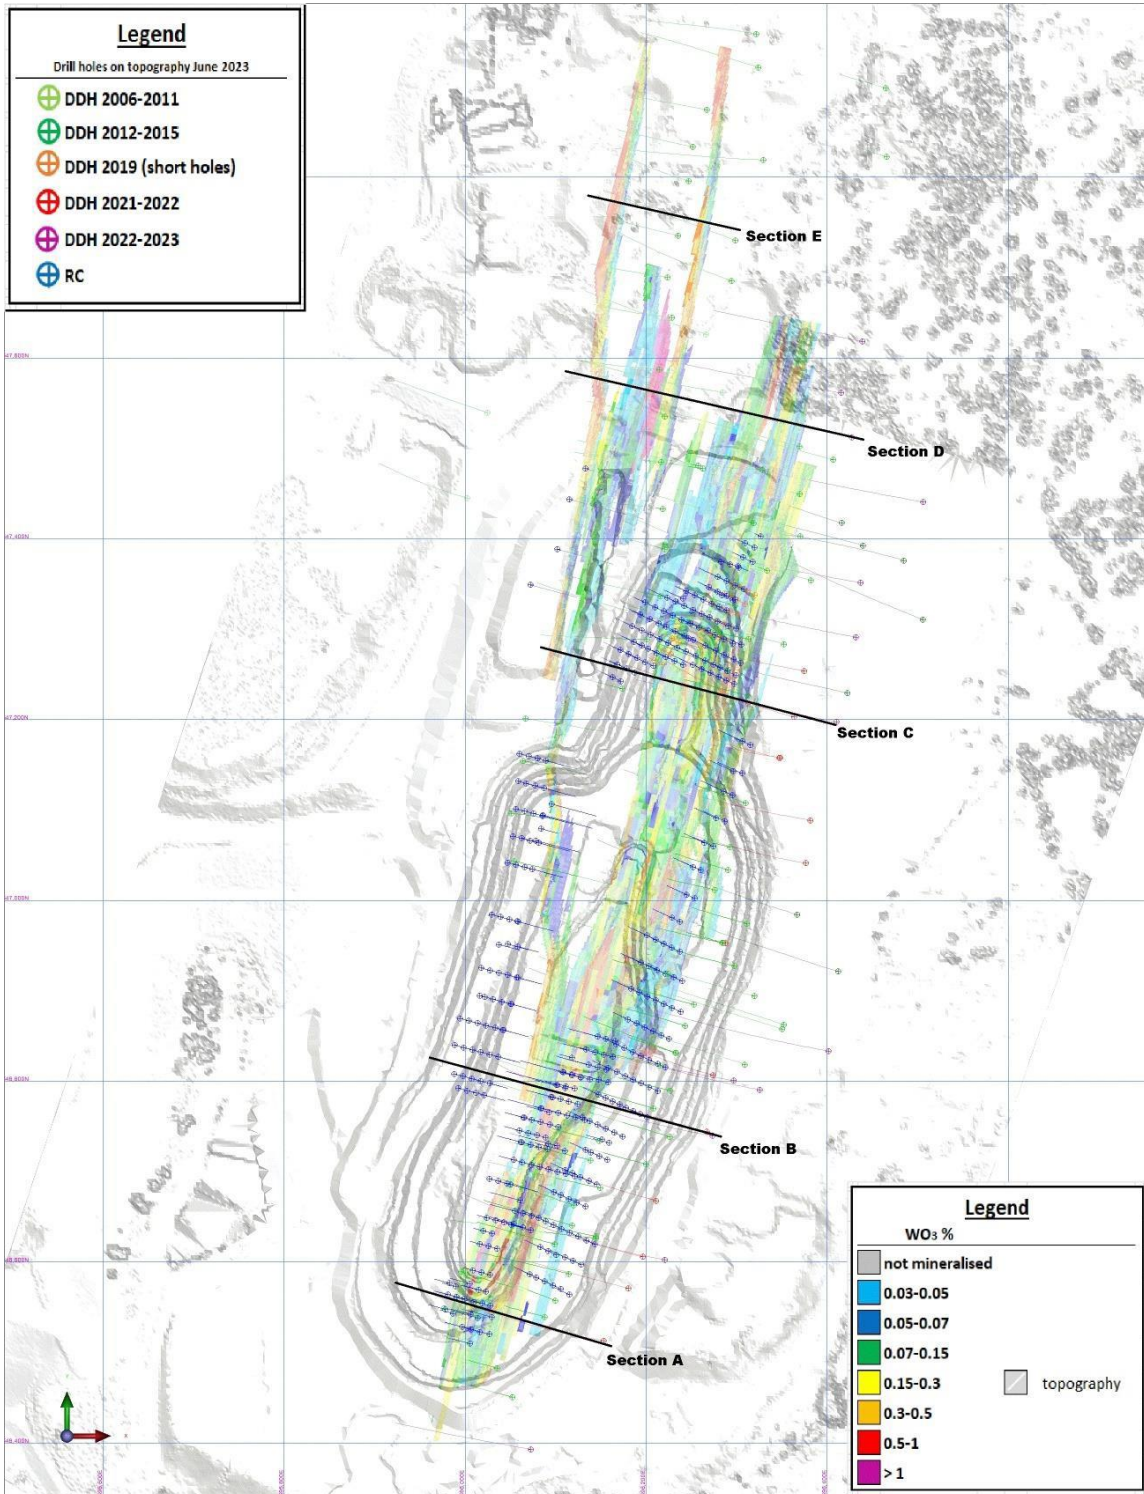 Legend
Drill holes on topography June 2023
DDH 2006-2011
DDH 2012-2015
DDH 2019 (short holes)
DDH 2021-2022
DDH 2022-2023
RC
Section E
Section D
Section C
Section B
Section A
Legend
WO₃ %
not mineralised
0.03-0.05
0.05-0.07
0.07-0.15
0.15-0.3
0.3-0.5
0.5-1
> 1
topography